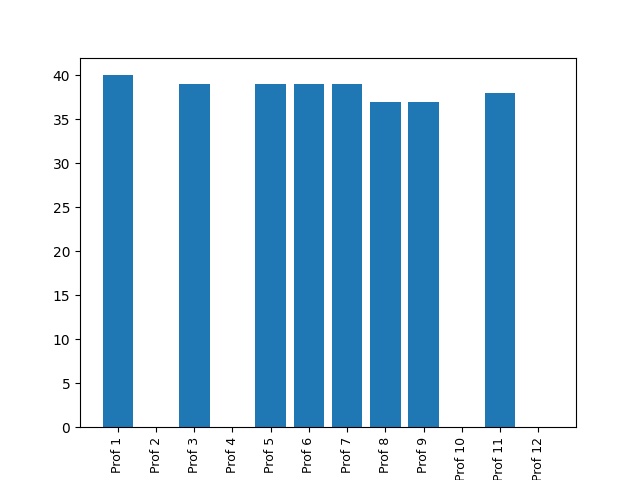 40
35
30
25
20
15
10
5
0
Prof 1
Prof 2
Prof 3
Prof 4
Prof 5
Prof 6
Prof 7
Prof 8
Prof 9
Prof 10
Prof 11
Prof 12